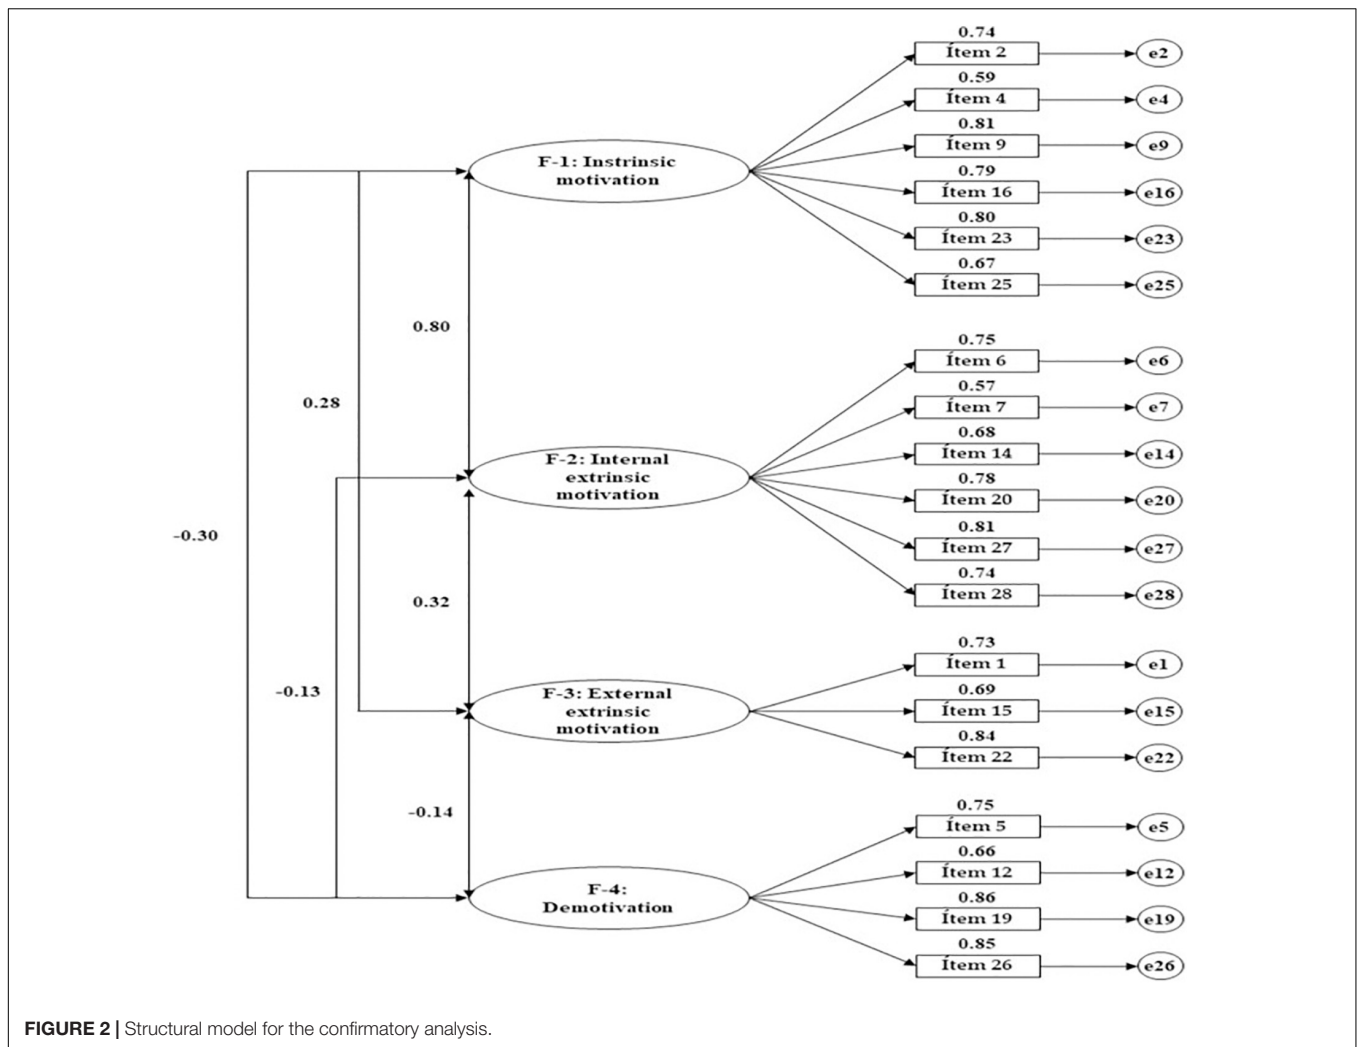 0.74
Ítem 2
e2
0.59
Ítem 4
e4
0.81
Ítem 9
e9
0.79
Ítem 16
e16
0.80
Ítem 23
e23
0.67
Ítem 25
e25
F-1: Instrinsic
motivation
0.80
0.28
-0.30
0.75
Ítem 6
e6
0.57
Ítem 7
e7
0.68
Ítem 14
e14
0.78
Ítem 20
e20
0.81
Ítem 27
e27
0.74
Ítem 28
e28
F-2: Internal
extrinsic
motivation
0.32
-0.13
0.73
Ítem 1
e1
0.69
Ítem 15
e15
0.84
Ítem 22
e22
F-3: External
extrinsic
motivation
-0.14
0.75
Ítem 5
e5
0.66
Ítem 12
e12
0.86
Ítem 19
e19
0.85
Ítem 26
e26
F-4:
Demotivation
FIGURE 2 | Structural model for the confirmatory analysis.